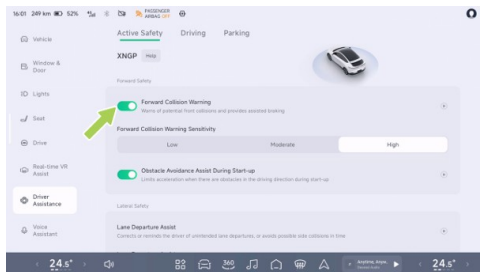 16:01 249 km 52%
PASSENGER
AIRBAG OFF
Vehicle
Window &
Door
Lights
Seat
Drive
Real-time VR
Assist
Driver
Assistance
Voice
Assistant
Active Safety Driving Parking
XNGP Help
Forward Safety
Forward Collision Warning
Warns of potential front collisions and provides assisted braking
Forward Collision Warning Sensitivity
Low Moderate High
Obstacle Avoidance Assist During Start-up
Limits acceleration when there are obstacles in the driving direction during start-up.
Lateral Safety
Lane Departure Assist
Corrects or reminds the driver of unintended lane departures, or avoids possible side collisions in time
24.5° 360 24.5°